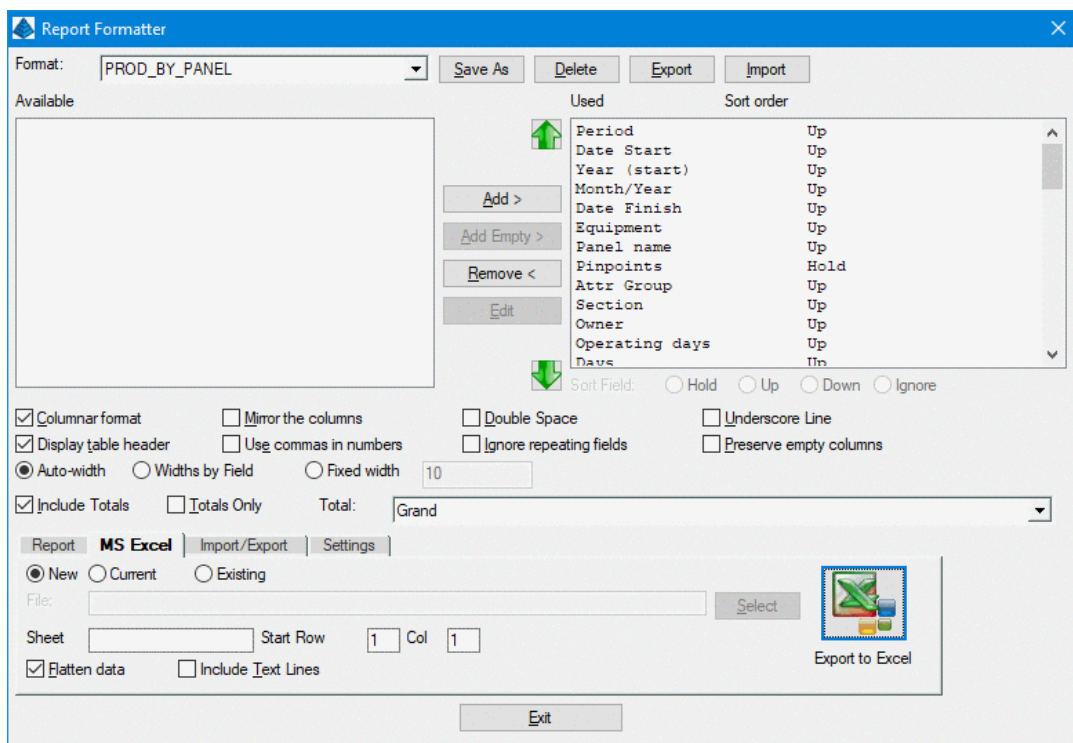 Report Formatter
Format: PROD_BY_PANEL Save As Delete Export Import
Available Used Sort order
Period Up
Date Start Up
Year (start) Up
Month/Year Up
Date Finish Up
Equipment Up
Panel name Up
Pinpoints Hold
Attr Group Up
Section Up
Owner Up
Operating days Up
Days Up
Add >
Add Empty >
Remove <
Edit
Sort Field: Hold Up Down Ignore
Columnar format Mirror the columns Double Space Underscore Line
Display table header Use commas in numbers Ignore repeating fields Preserve empty columns
Auto-width Widths by Field Fixed width 10
Include Totals Totals Only Total: Grand
Report MS Excel Import/Export Settings
New Current Existing
File: Select
Sheet Start Row 1 Col 1
Flatten data Include Text Lines
Export to Excel
Exit